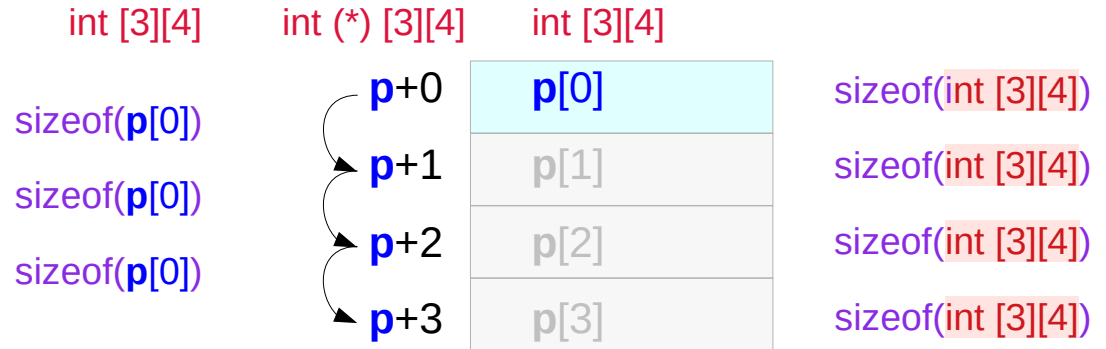 int [3][4] int (*) [3][4] int [3][4]
p+0 p[0] sizeof(int [3][4])
sizeof(p[0])
p+1 p[1] sizeof(int [3][4])
sizeof(p[0])
p+2 p[2] sizeof(int [3][4])
sizeof(p[0])
p+3 p[3] sizeof(int [3][4])